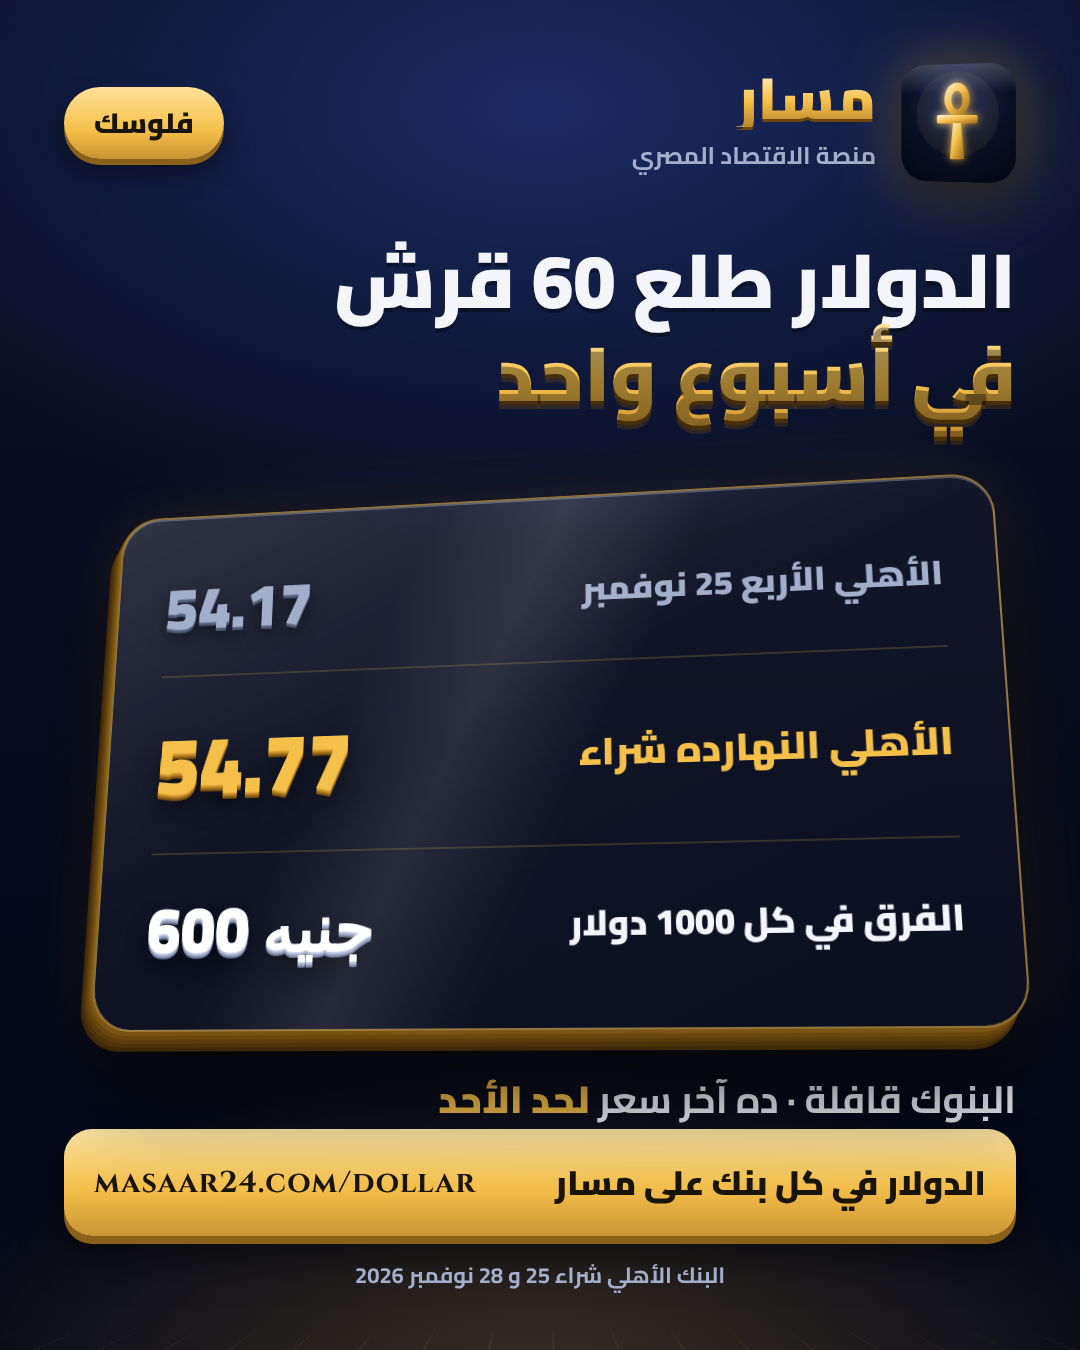 مسار
منصة الاقتصاد المصري
فلوسك
الدولار طلع 60 قرش
في أسبوع واحد
الأهلي الأربع 25 نوفمبر 54.17
الأهلي النهارده شراء 54.77
الفرق في كل 1000 دولار 600 جنيه
البنوك قافلة · ده آخر سعر لحد الأحد
الدولار في كل بنك على مسار MASAAR24.COM/DOLLAR
البنك الأهلي شراء 25 و 28 نوفمبر 2026